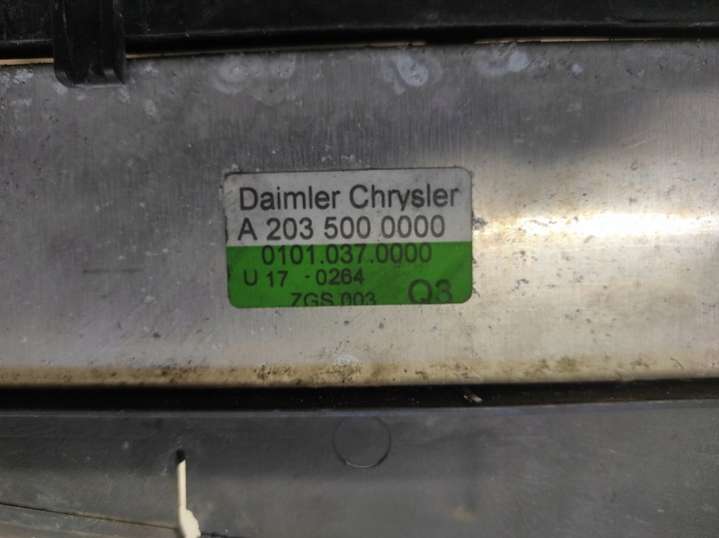 Daimler Chrysler
A 203 500 0000
0101.037.0000
U 17 - 0264
ZGS 003 Q3